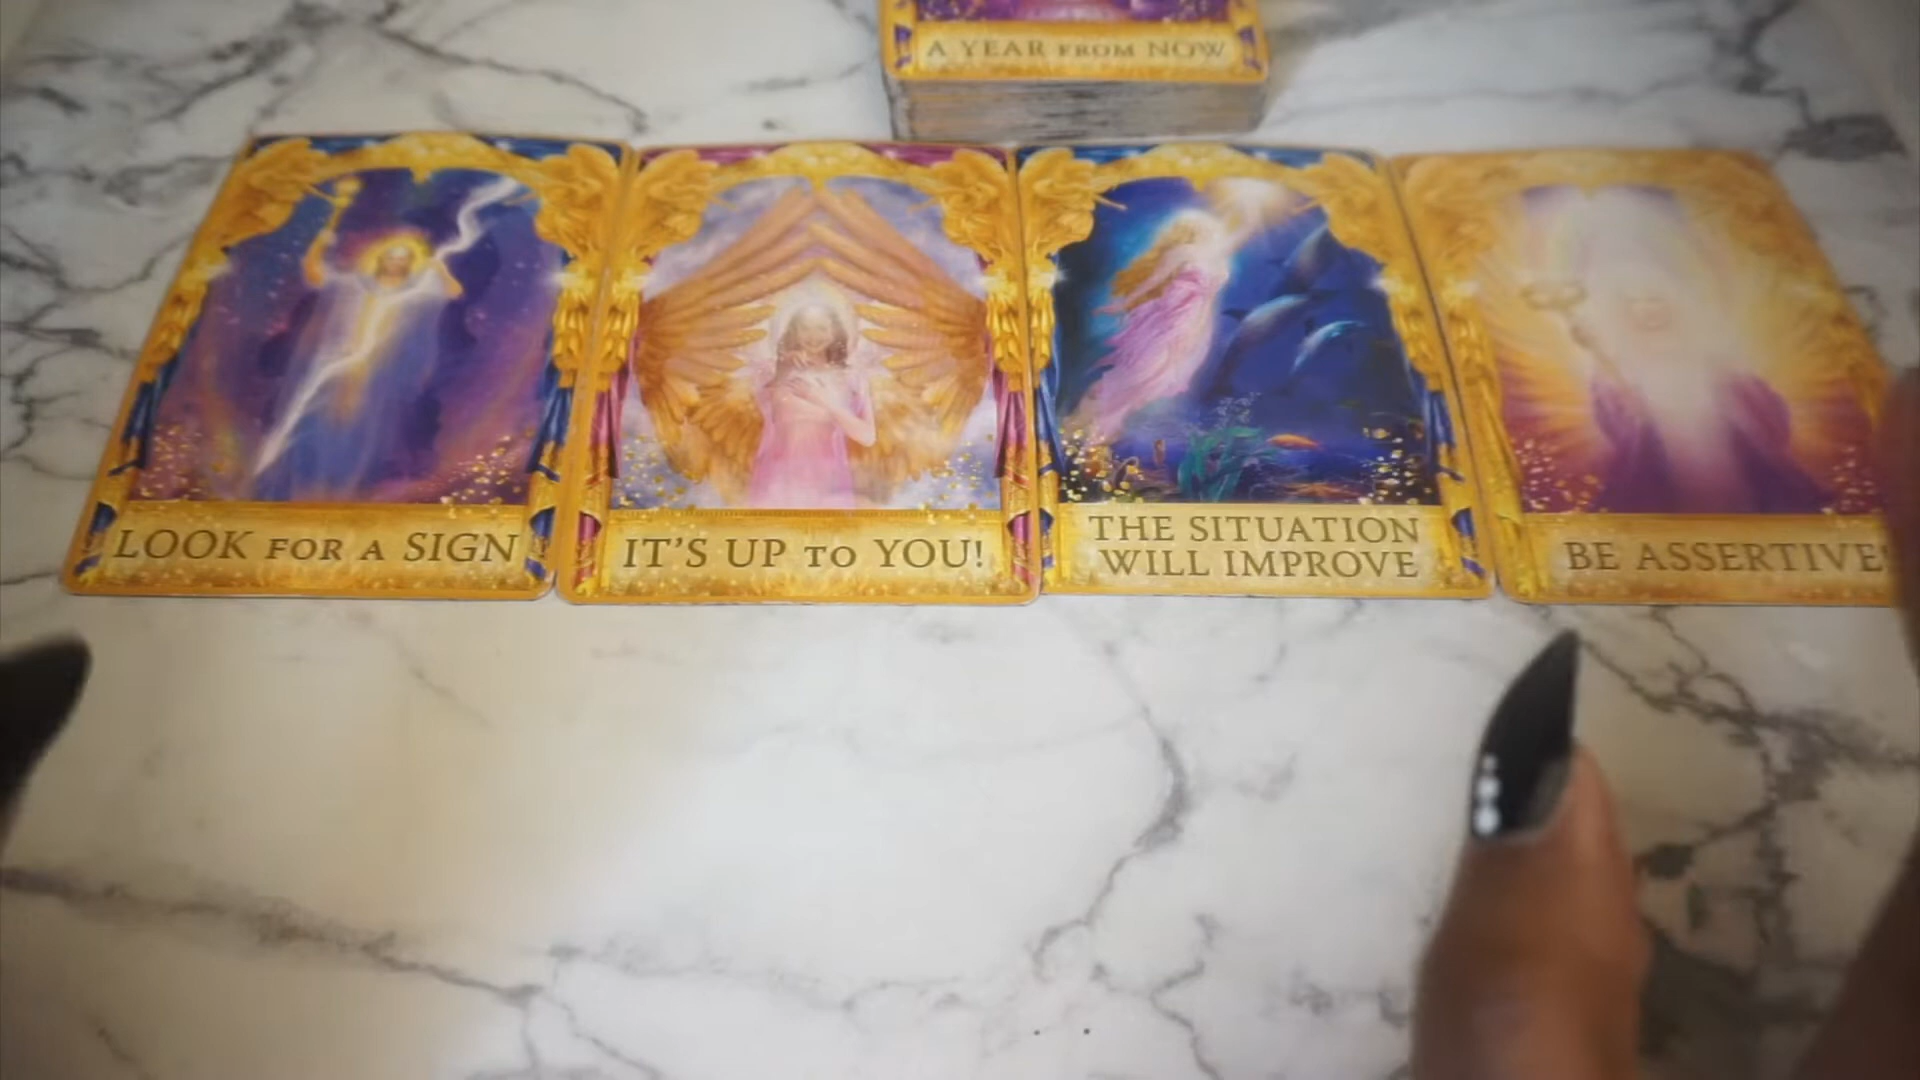 A YEAR FROM NOW
LOOK FOR A SIGN
IT'S UP TO YOU!
THE SITUATION
WILL IMPROVE
BE ASSERTIVE!